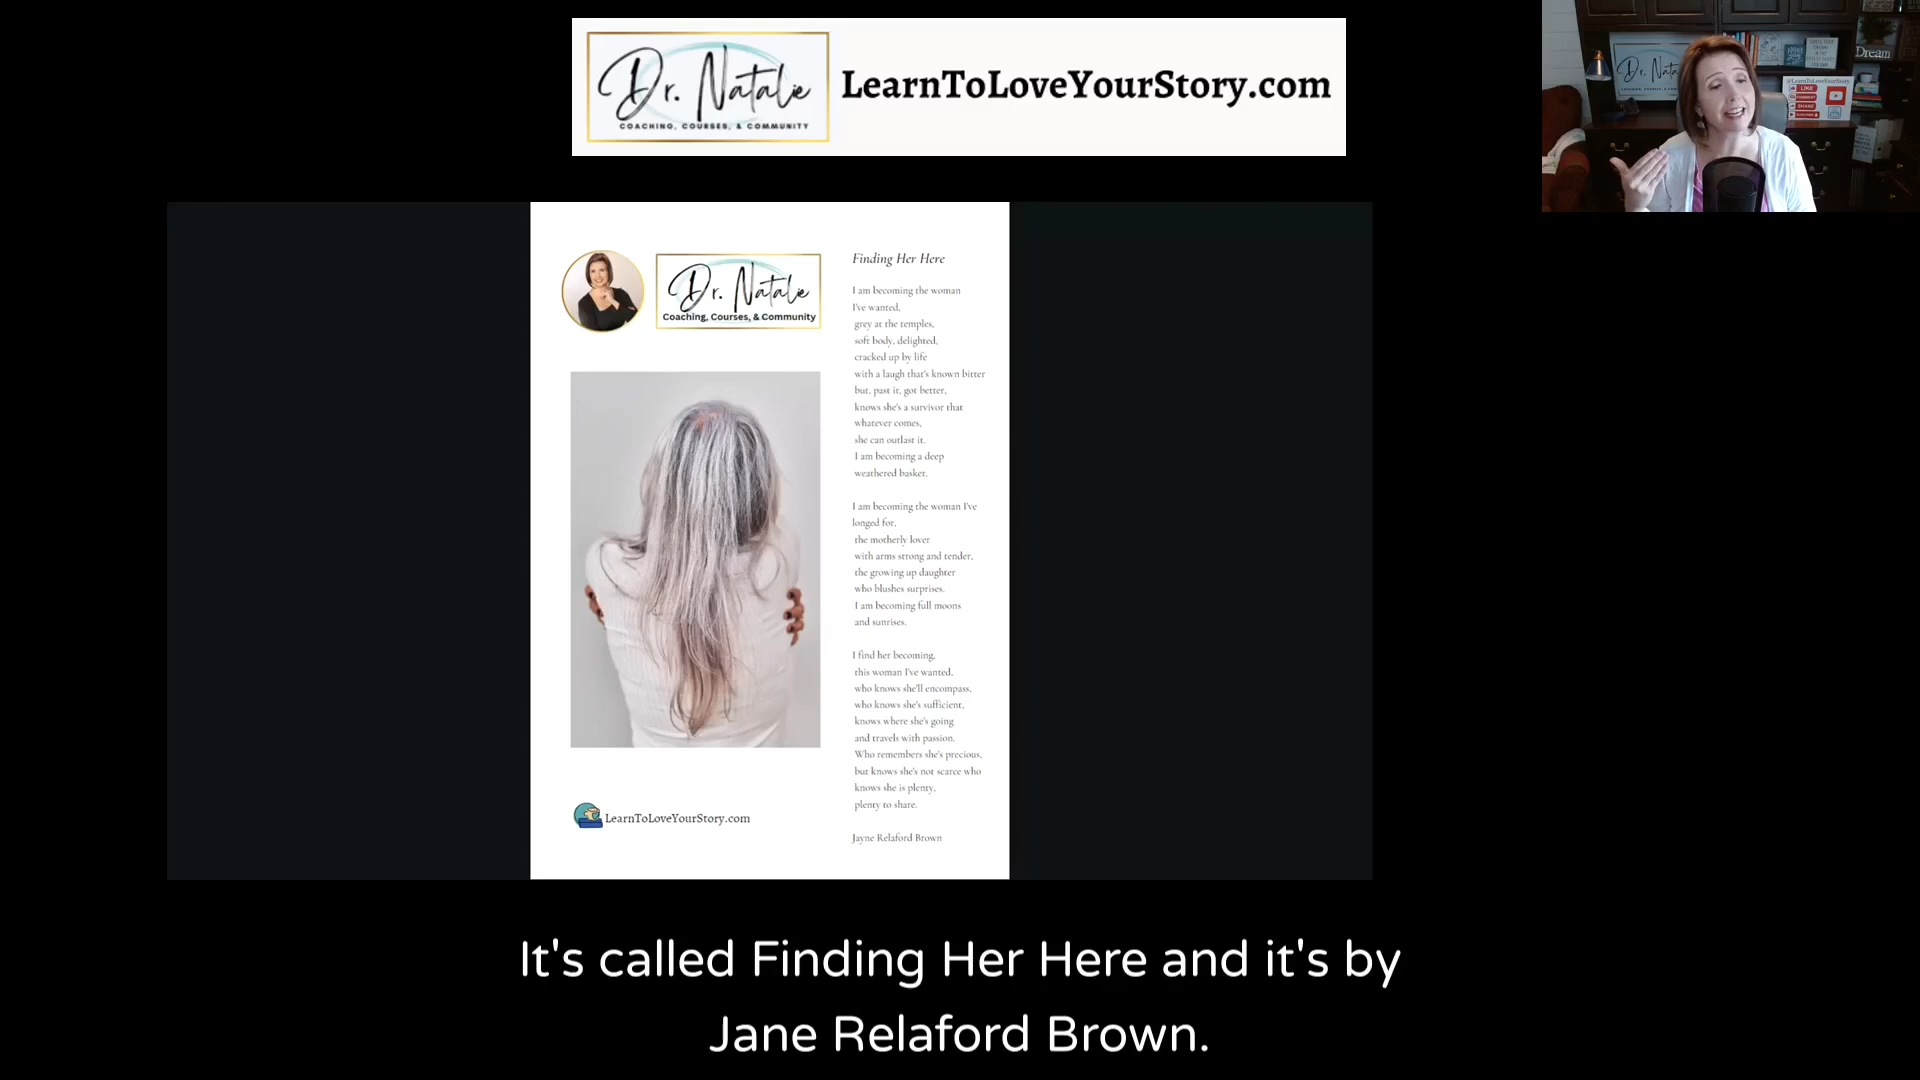 Dr. Natalie
COACHING, COURSES, & COMMUNITY
LearnToLoveYourStory.com
Dream
LIKE
SHARE
Dr. Natalie
Coaching, Courses, & Community
Finding Her Here
I am becoming the woman
I've wanted,
grey at the temples,
soft body, delighted,
cracked up by life
with a laugh that's known bitter
but, past it, got better,
knows she's a survivor that
whatever comes,
she can outlast it.
I am becoming a deep
weathered basket.
I am becoming the woman I've
longed for,
the motherly lover
with arms strong and tender,
the growing up daughter
who blushes surprises.
I am becoming full moons
and sunrises.
I find her becoming,
this woman I've wanted,
who knows she'll encompass,
who knows she's sufficient,
knows where she's going
and travels with passion.
Who remembers she's precious,
but knows she's not scarce who
knows she is plenty,
plenty to share.
Jayne Relaford Brown
LearnToLoveYourStory.com
It's called Finding Her Here and it's by
Jane Relaford Brown.